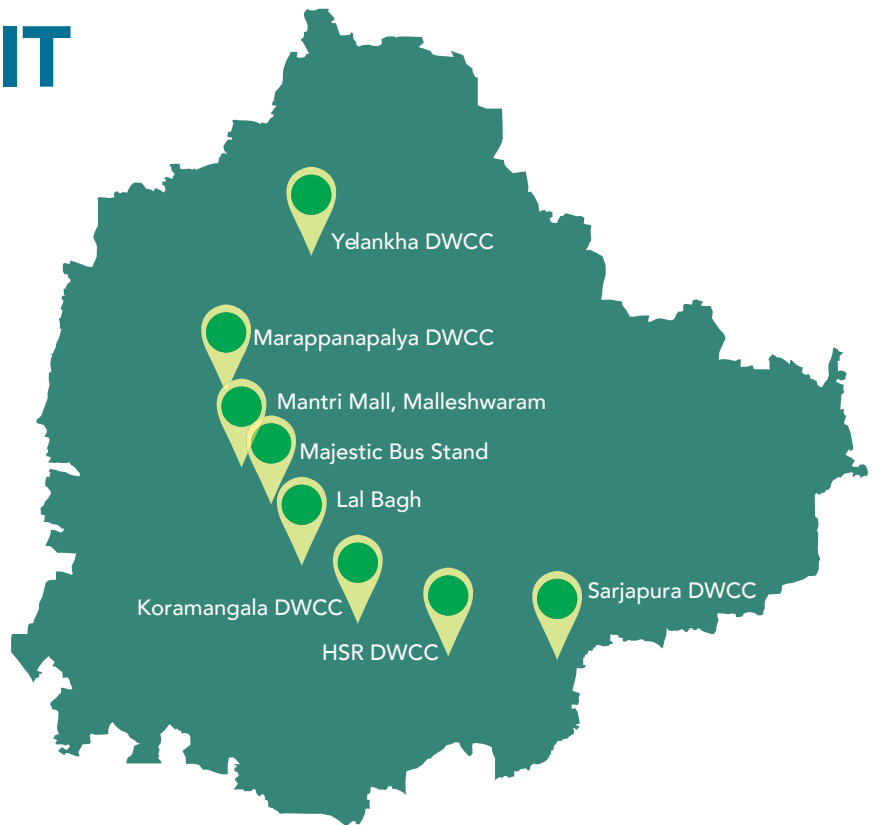 IT
Yelankha DWCC
Marappanapalya DWCC
Mantri Mall, Malleshwaram
Majestic Bus Stand
Lal Bagh
Sarjapura DWCC
Koramangala DWCC
HSR DWCC